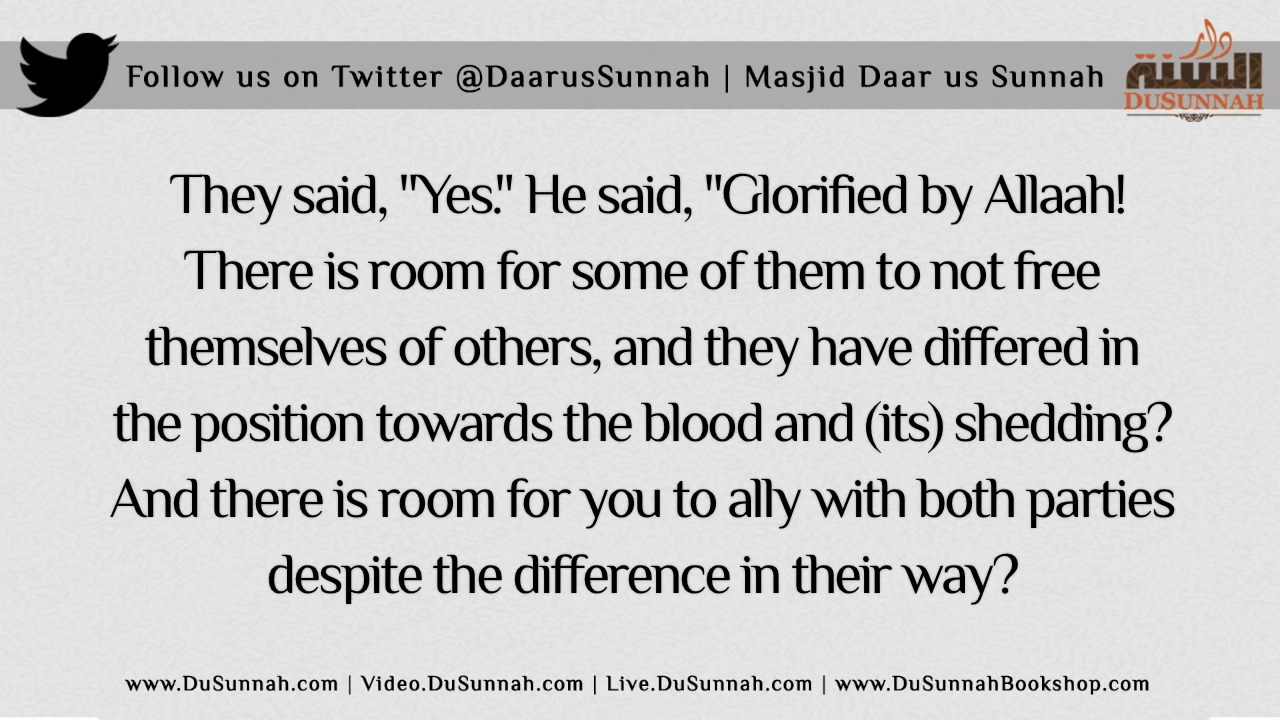 Follow us on Twitter @DaarusSunnah | Masjid Daar us Sunnah
دار
السنة
DUSUNNAH
They said, "Yes." He said, "Glorified by Allaah!
There is room for some of them to not free
themselves of others, and they have differed in
the position towards the blood and (its) shedding?
And there is room for you to ally with both parties
despite the difference in their way?
www.DuSunnah.com | Video.DuSunnah.com | Live.DuSunnah.com | www.DuSunnahBookshop.com